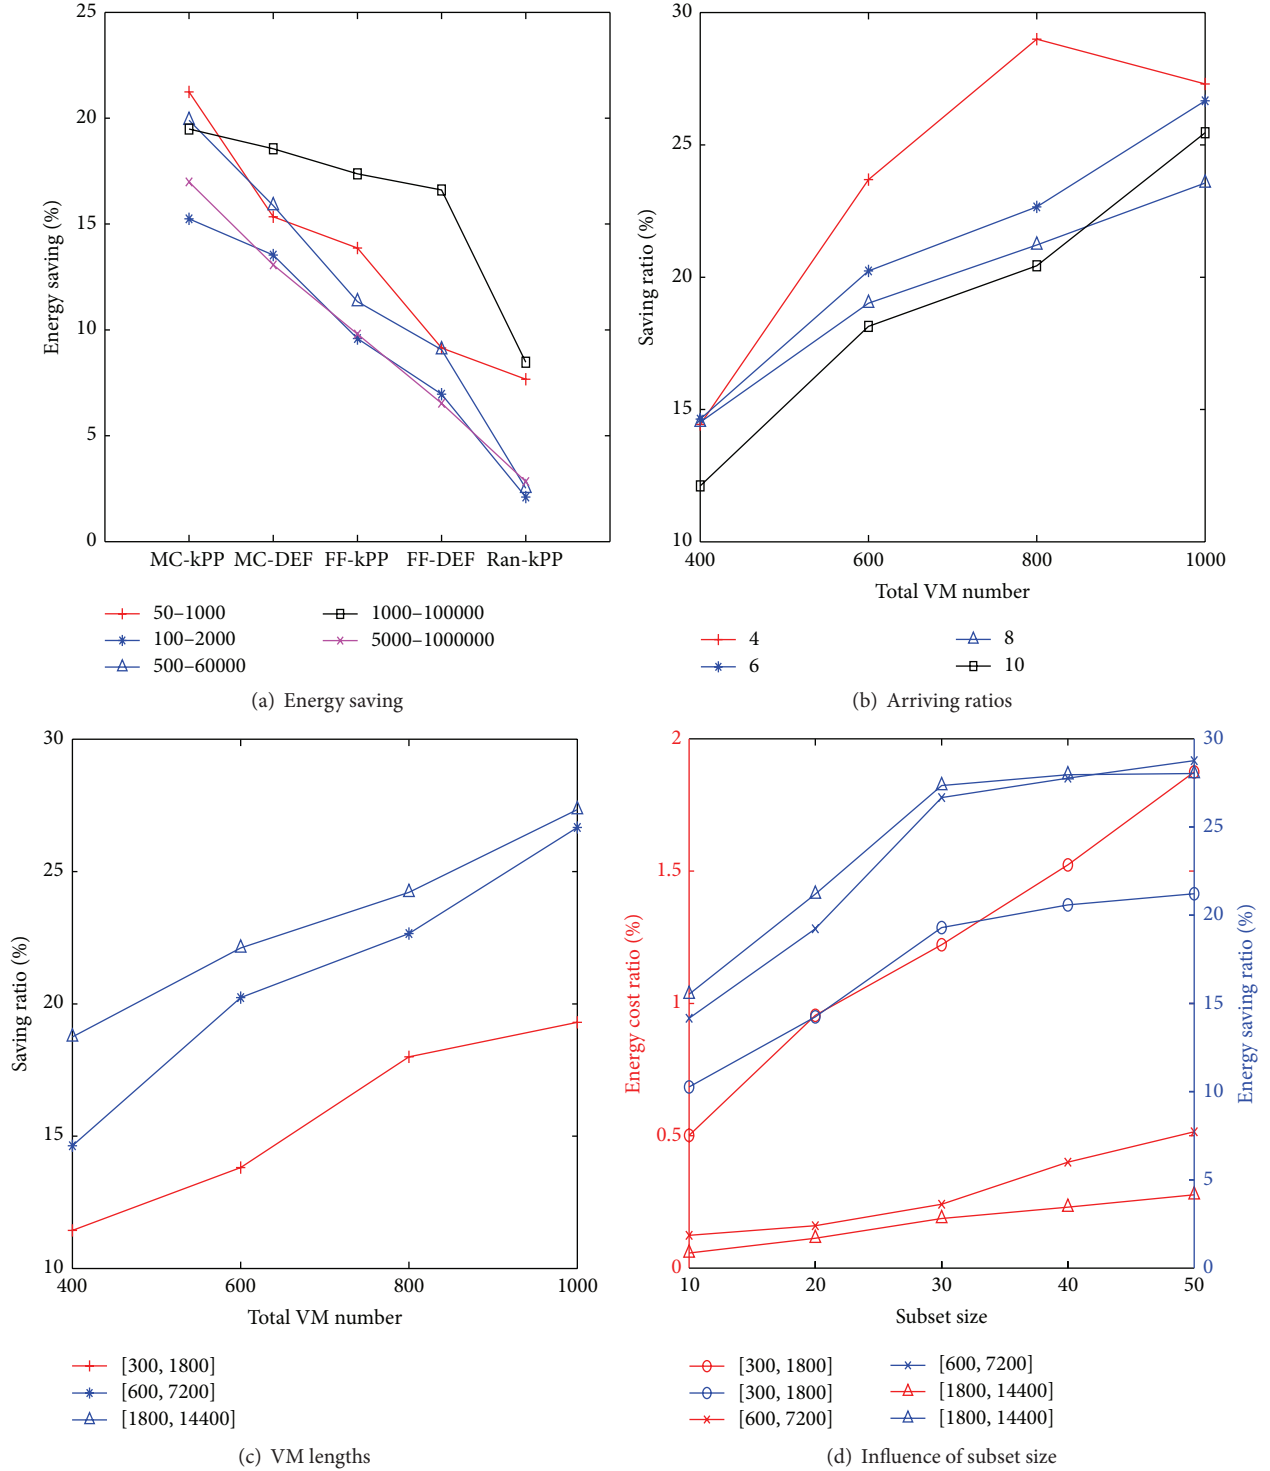 25
20
15
10
5
0
Energy saving (%)
MC-kPP MC-DEF FF-kPP FF-DEF Ran-kPP
50–1000
100–2000
500–60000
1000–100000
5000–1000000
(a) Energy saving
30
25
20
15
10
Saving ratio (%)
400 600 800 1000
Total VM number
4
6
8
10
(b) Arriving ratios
30
25
20
15
10
Saving ratio (%)
400 600 800 1000
Total VM number
[300, 1800]
[600, 7200]
[1800, 14400]
(c) VM lengths
2
1.5
1
0.5
0
Energy cost ratio (%)
30
25
20
15
10
5
0
Energy saving ratio (%)
10 20 30 40 50
Subset size
[300, 1800]
[300, 1800]
[600, 7200]
[600, 7200]
[1800, 14400]
[1800, 14400]
(d) Influence of subset size